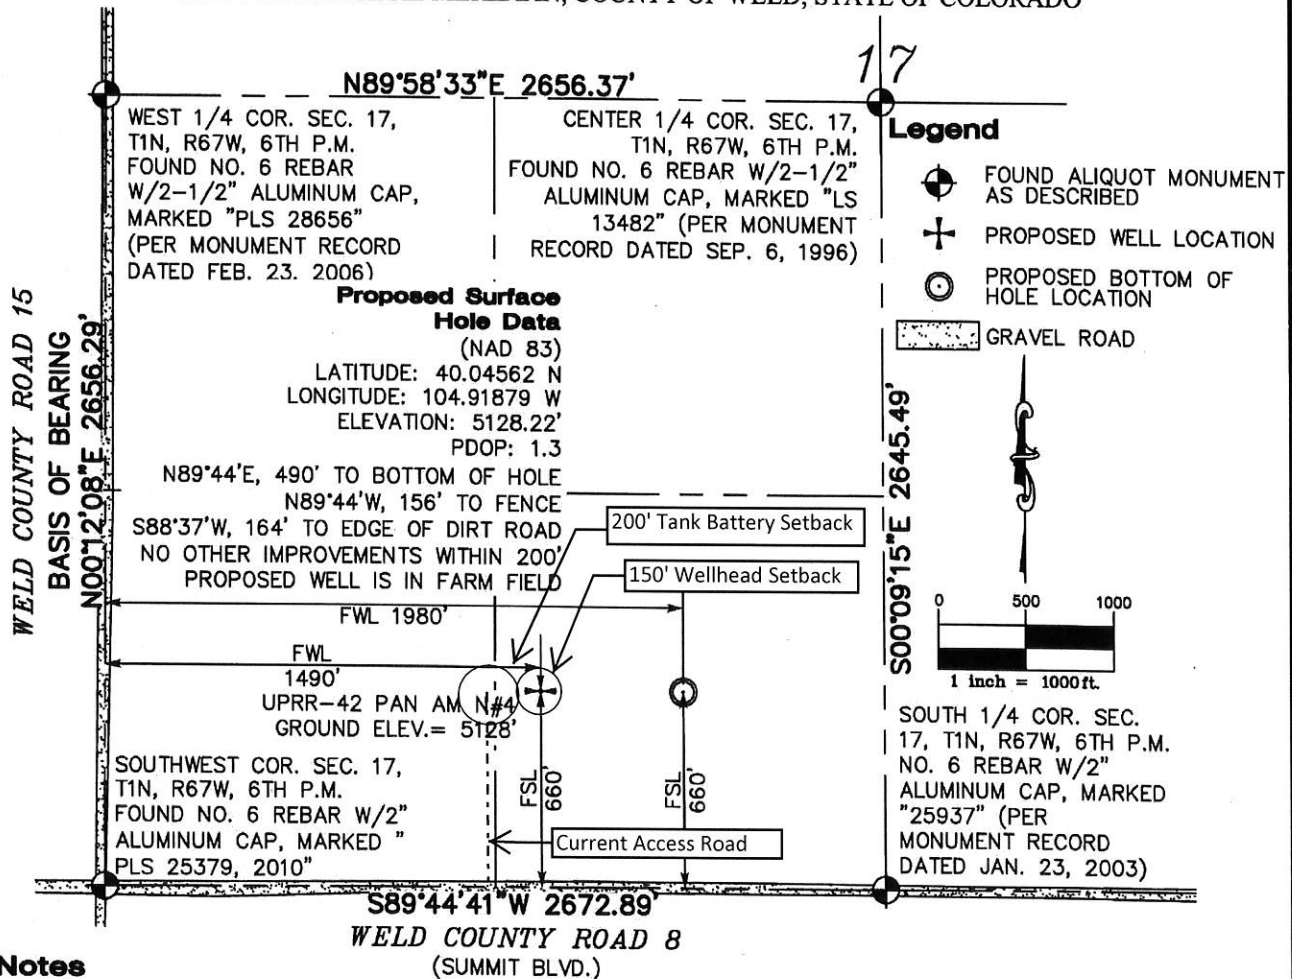 COUNTY OF WELD, STATE OF COLORADO
17
N89°58'33"E 2656.37'
WEST 1/4 COR. SEC. 17,
T1N, R67W, 6TH P.M.
FOUND NO. 6 REBAR
W/2-1/2" ALUMINUM CAP,
MARKED "PLS 28656"
(PER MONUMENT RECORD
DATED FEB. 23. 2006)
CENTER 1/4 COR. SEC. 17,
T1N, R67W, 6TH P.M.
FOUND NO. 6 REBAR W/2-1/2"
ALUMINUM CAP, MARKED "LS
13482" (PER MONUMENT
RECORD DATED SEP. 6, 1996)
Legend
FOUND ALIQUOT MONUMENT
AS DESCRIBED
PROPOSED WELL LOCATION
PROPOSED BOTTOM OF
HOLE LOCATION
GRAVEL ROAD
WELD COUNTY ROAD 15
BASIS OF BEARING
N00°12'08"E 2656.29'
Proposed Surface
Hole Data
(NAD 83)
LATITUDE: 40.04562 N
LONGITUDE: 104.91879 W
ELEVATION: 5128.22'
PDOP: 1.3
N89°44'E, 490' TO BOTTOM OF HOLE
N89°44'W, 156' TO FENCE
S88°37'W, 164' TO EDGE OF DIRT ROAD
NO OTHER IMPROVEMENTS WITHIN 200'
PROPOSED WELL IS IN FARM FIELD
200' Tank Battery Setback
150' Wellhead Setback
S00°09'15"E 2645.49'
0 500 1000
1 inch = 1000ft.
FWL 1980'
FWL
1490'
UPRR-42 PAN AM N#4
GROUND ELEV.= 5128'
FSL
660'
FSL
660'
Current Access Road
SOUTHWEST COR. SEC. 17,
T1N, R67W, 6TH P.M.
FOUND NO. 6 REBAR W/2"
ALUMINUM CAP, MARKED "
PLS 25379, 2010"
SOUTH 1/4 COR. SEC.
17, T1N, R67W, 6TH P.M.
NO. 6 REBAR W/2"
ALUMINUM CAP, MARKED
"25937" (PER
MONUMENT RECORD
DATED JAN. 23, 2003)
S89°44'41"W 2672.89'
WELD COUNTY ROAD 8
(SUMMIT BLVD.)
Notes